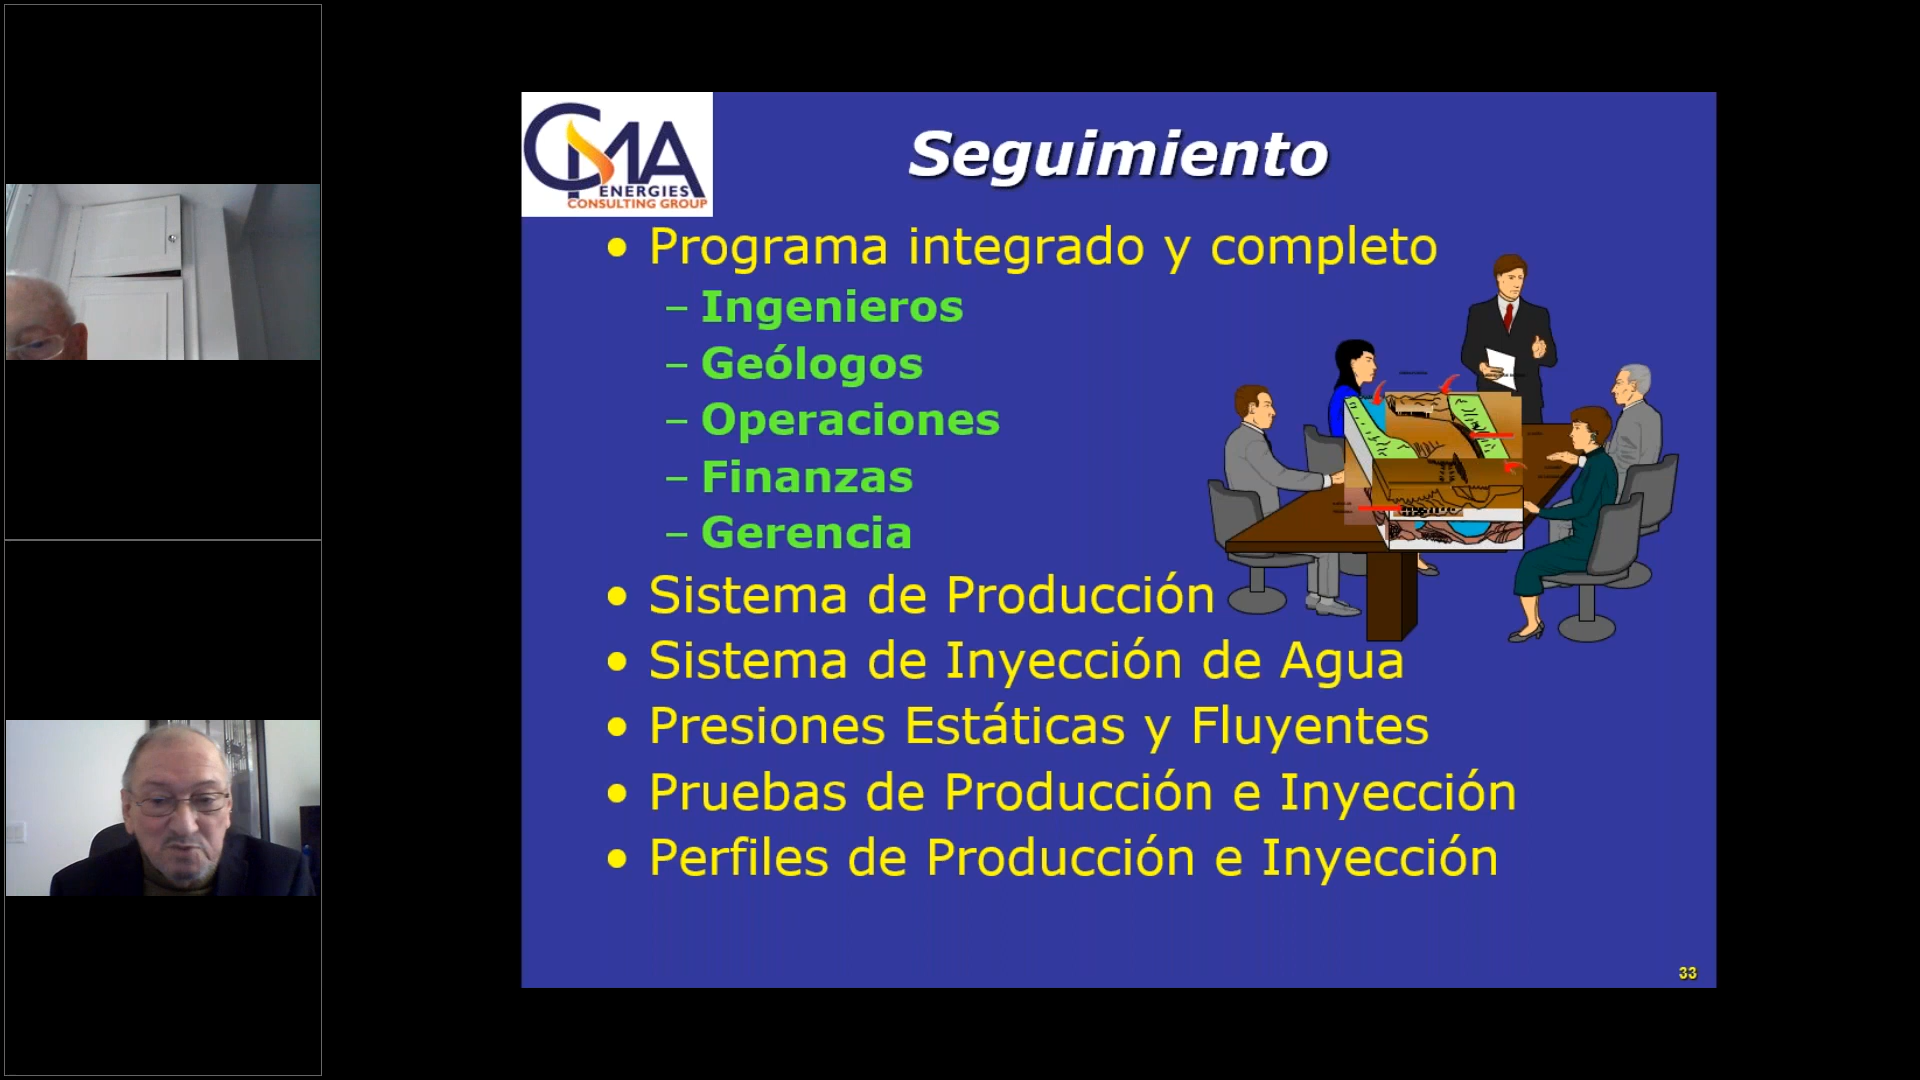 CMA
ENERGIES
CONSULTING GROUP
Seguimiento
• Programa integrado y completo
– Ingenieros
– Geólogos
– Operaciones
– Finanzas
– Gerencia
• Sistema de Producción
• Sistema de Inyección de Agua
• Presiones Estáticas y Fluyentes
• Pruebas de Producción e Inyección
• Perfiles de Producción e Inyección
33